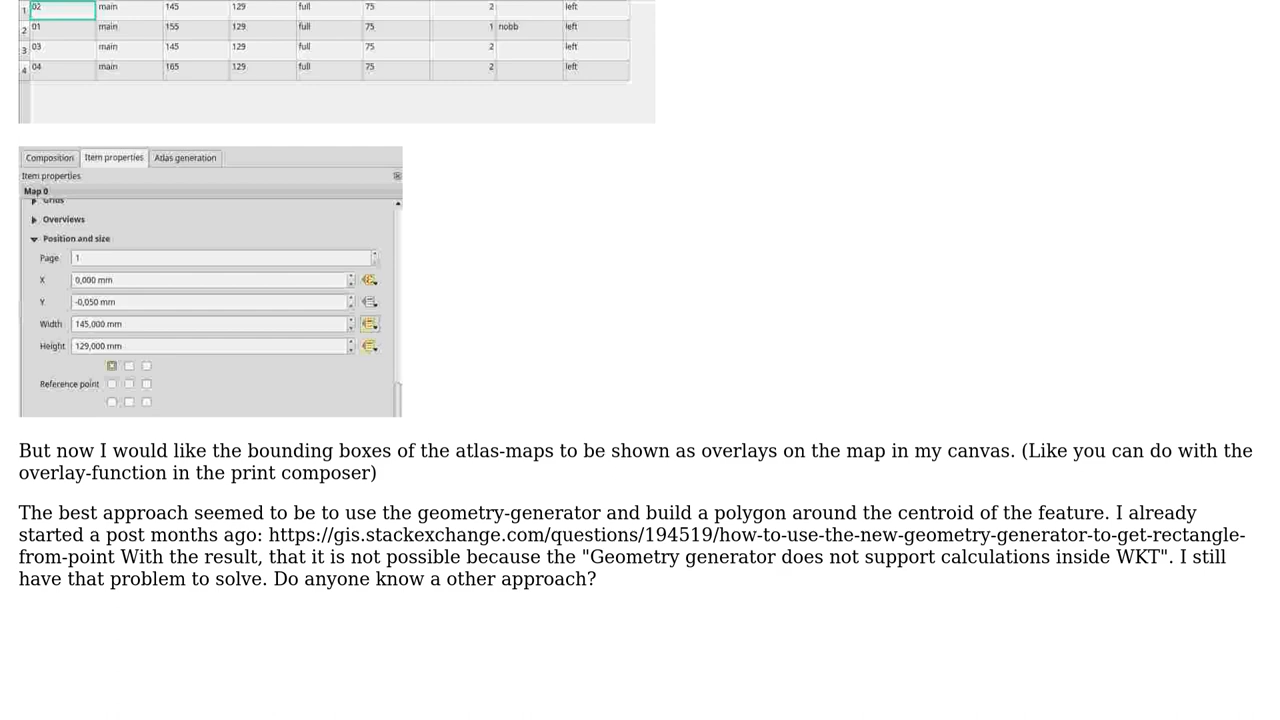 1 02 main 145 129 full 75 2 left
2 01 main 155 129 full 75 1 nobb left
3 03 main 145 129 full 75 2 left
4 04 main 165 129 full 75 2 left
Composition Item properties Atlas generation
Item properties
Map 0
Grids
Overviews
Position and size
Page 1
X 0,000 mm
Y -0,050 mm
Width 145,000 mm
Height 129,000 mm
Reference point
But now I would like the bounding boxes of the atlas-maps to be shown as overlays on the map in my canvas. (Like you can do with the
overlay-function in the print composer)
The best approach seemed to be to use the geometry-generator and build a polygon around the centroid of the feature. I already
started a post months ago: https://gis.stackexchange.com/questions/194519/how-to-use-the-new-geometry-generator-to-get-rectangle-
from-point With the result, that it is not possible because the "Geometry generator does not support calculations inside WKT". I still
have that problem to solve. Do anyone know a other approach?